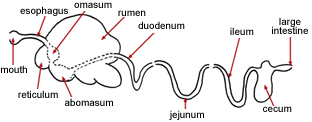 esophagus
omasum
rumen
duodenum
ileum
large
intestine
mouth
reticulum
abomasum
jejunum
cecum